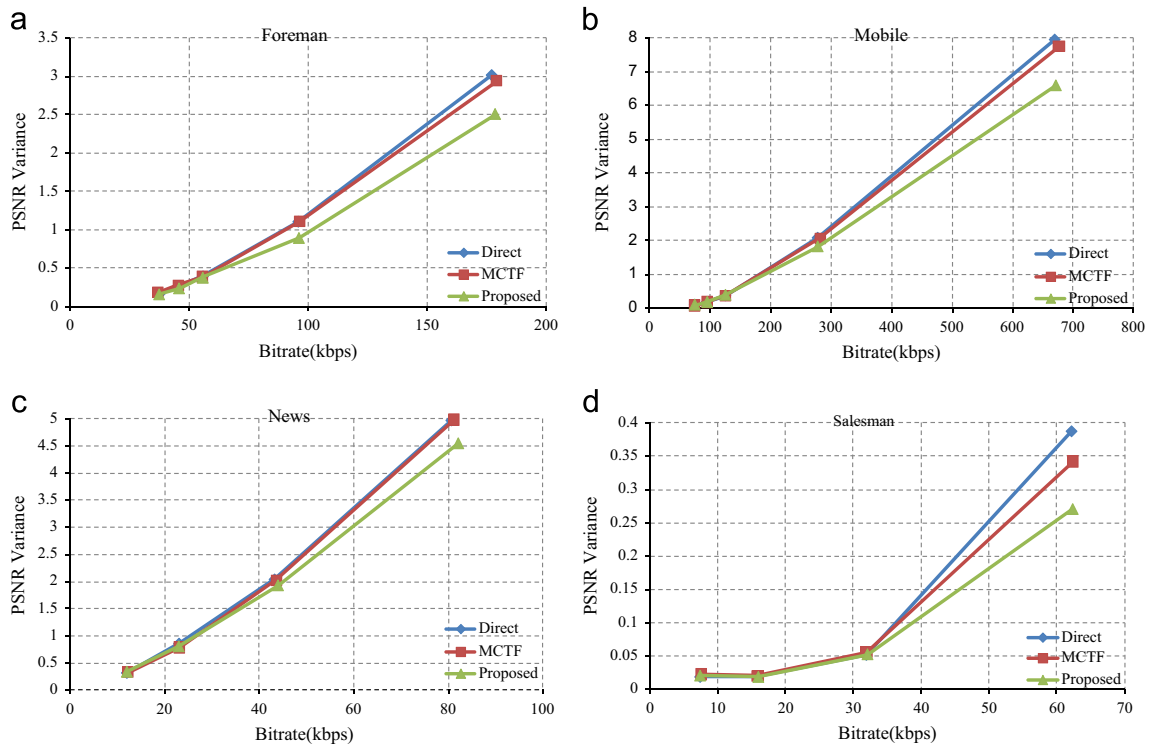 a
Foreman
3.5
3
2.5
2
1.5
1
0.5
0
0 50 100 150 200
PSNR Variance
Bitrate(kbps)
Direct
MCTF
Proposed
b
Mobile
8
7
6
5
4
3
2
1
0
0 100 200 300 400 500 600 700 800
PSNR Variance
Bitrate(kbps)
Direct
MCTF
Proposed
c
News
5
4.5
4
3.5
3
2.5
2
1.5
1
0.5
0
0 20 40 60 80 100
PSNR Variance
Bitrate(kbps)
Direct
MCTF
Proposed
d
Salesman
0.4
0.35
0.3
0.25
0.2
0.15
0.1
0.05
0
0 10 20 30 40 50 60 70
PSNR Variance
Bitrate(kbps)
Direct
MCTF
Proposed